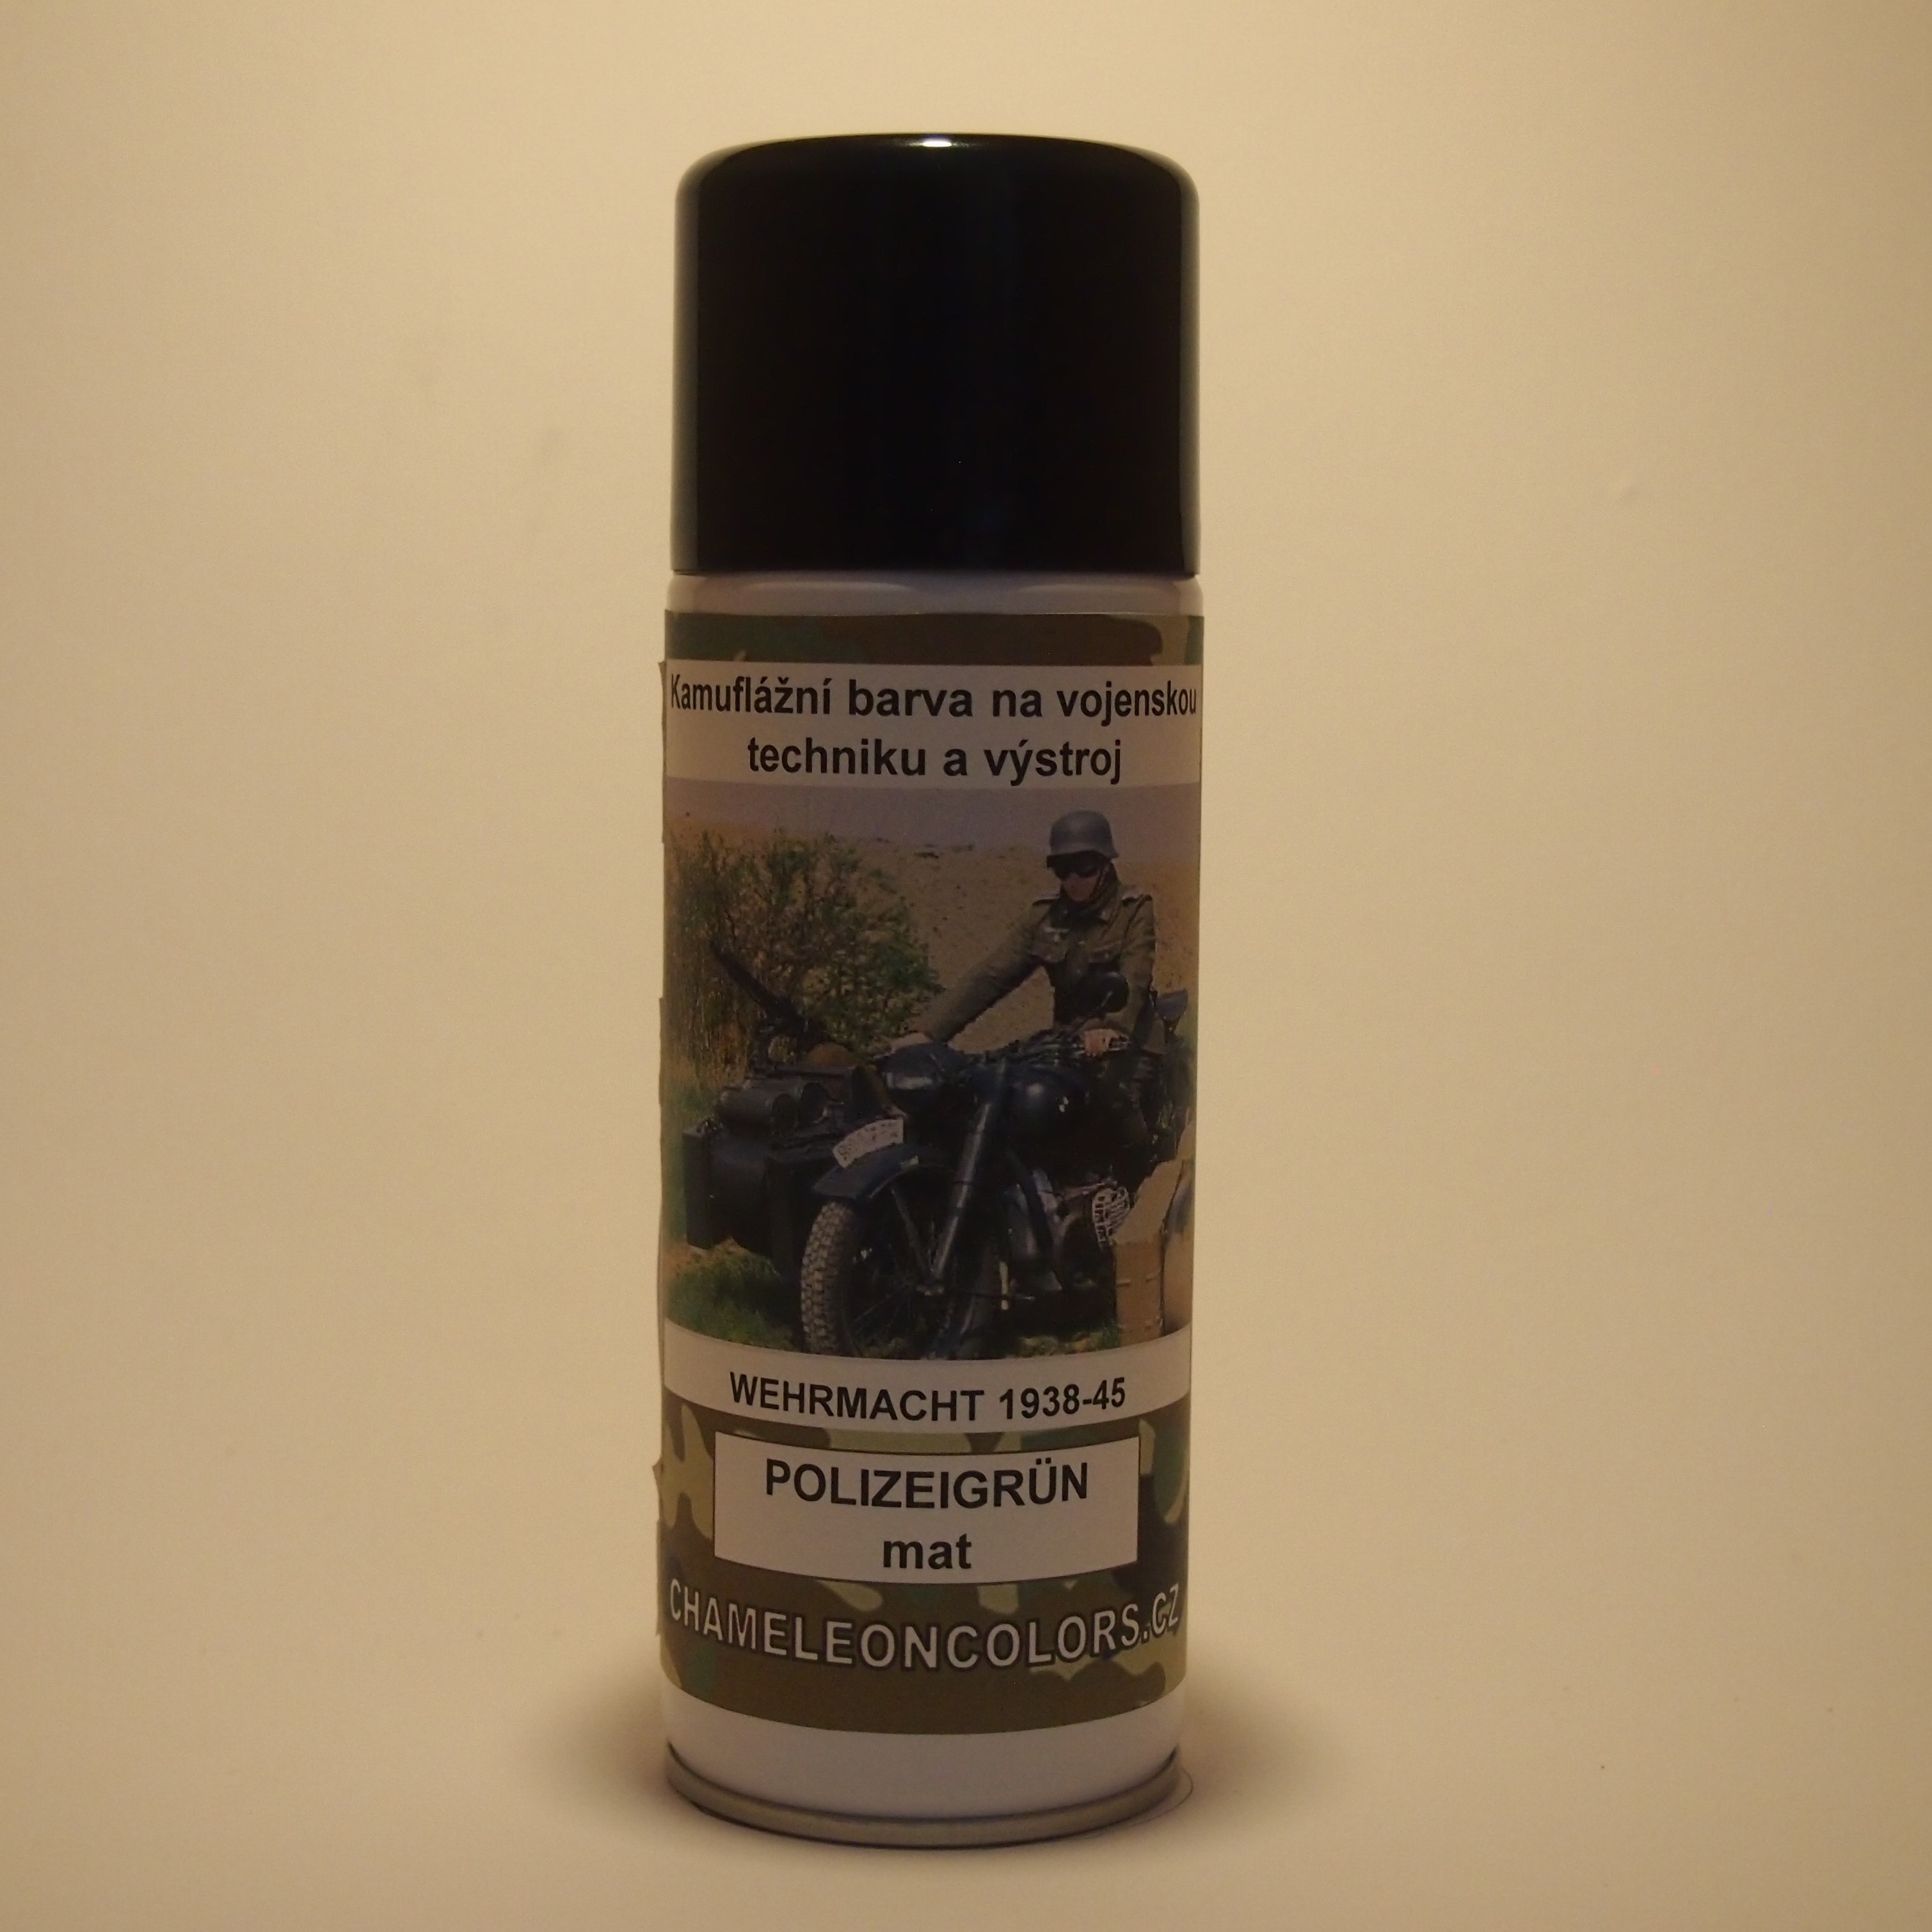 Kamuflážní barva na vojenskou
techniku a výstroj
WEHRMACHT 1938-45
POLIZEIGRÜN
mat
CHAMELEONCOLORS.CZ